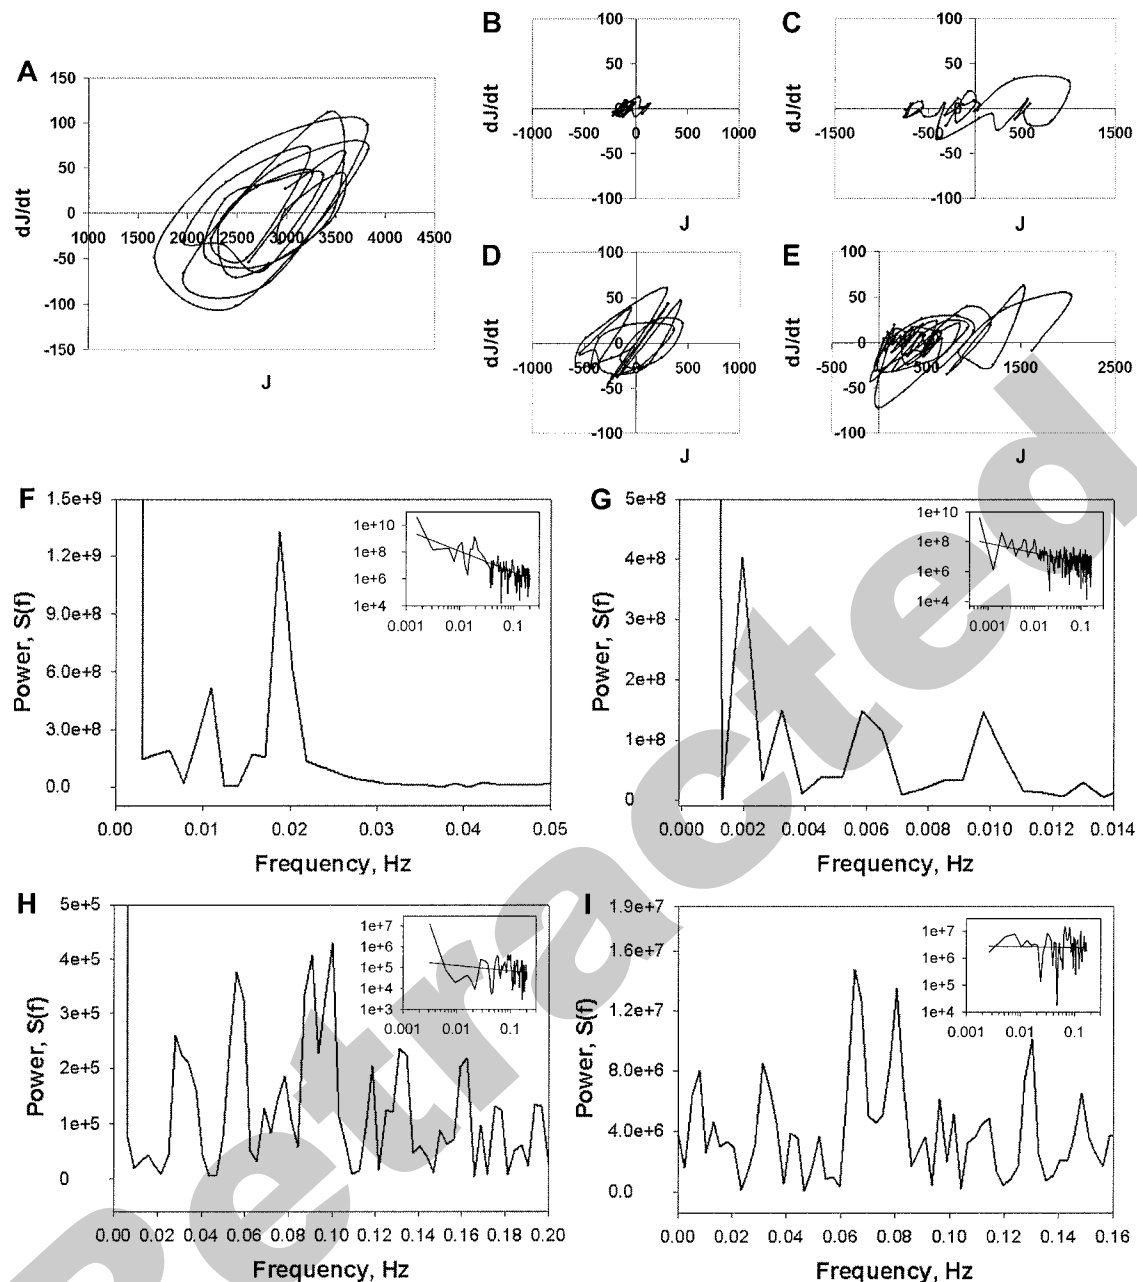 A
150
100
50
0
-50
-100
-150
1000 1500 2000 2500 3000 3500 4000 4500
dJ/dt
J
B
100
50
0
-50
-100
-1000 -500 0 500 1000
dJ/dt
J
C
100
50
0
-50
-100
-1500 -500 500 1500
dJ/dt
J
D
100
50
0
-50
-100
-1000 -500 0 500 1000
dJ/dt
J
E
100
50
0
-50
-100
-500 500 1500 2500
dJ/dt
J
F
1.5e+9
1.2e+9
9.0e+8
6.0e+8
3.0e+8
0.0
0.00 0.01 0.02 0.03 0.04 0.05
Power, S(f)
Frequency, Hz
1e+10
1e+8
1e+6
1e+4
0.001 0.01 0.1
G
5e+8
4e+8
3e+8
2e+8
1e+8
0
0.000 0.002 0.004 0.006 0.008 0.010 0.012 0.014
Power, S(f)
Frequency, Hz
1e+10
1e+8
1e+6
1e+4
0.001 0.01 0.1
H
5e+5
4e+5
3e+5
2e+5
1e+5
0
0.00 0.02 0.04 0.06 0.08 0.10 0.12 0.14 0.16 0.18 0.20
Power, S(f)
Frequency, Hz
1e+7
1e+6
1e+5
1e+4
1e+3
0.001 0.01 0.1
I
1.9e+7
1.6e+7
1.2e+7
8.0e+6
4.0e+6
0.0
0.00 0.02 0.04 0.06 0.08 0.10 0.12 0.14 0.16
Power, S(f)
Frequency, Hz
1e+7
1e+6
1e+5
1e+4
0.001 0.01 0.1
Retracted